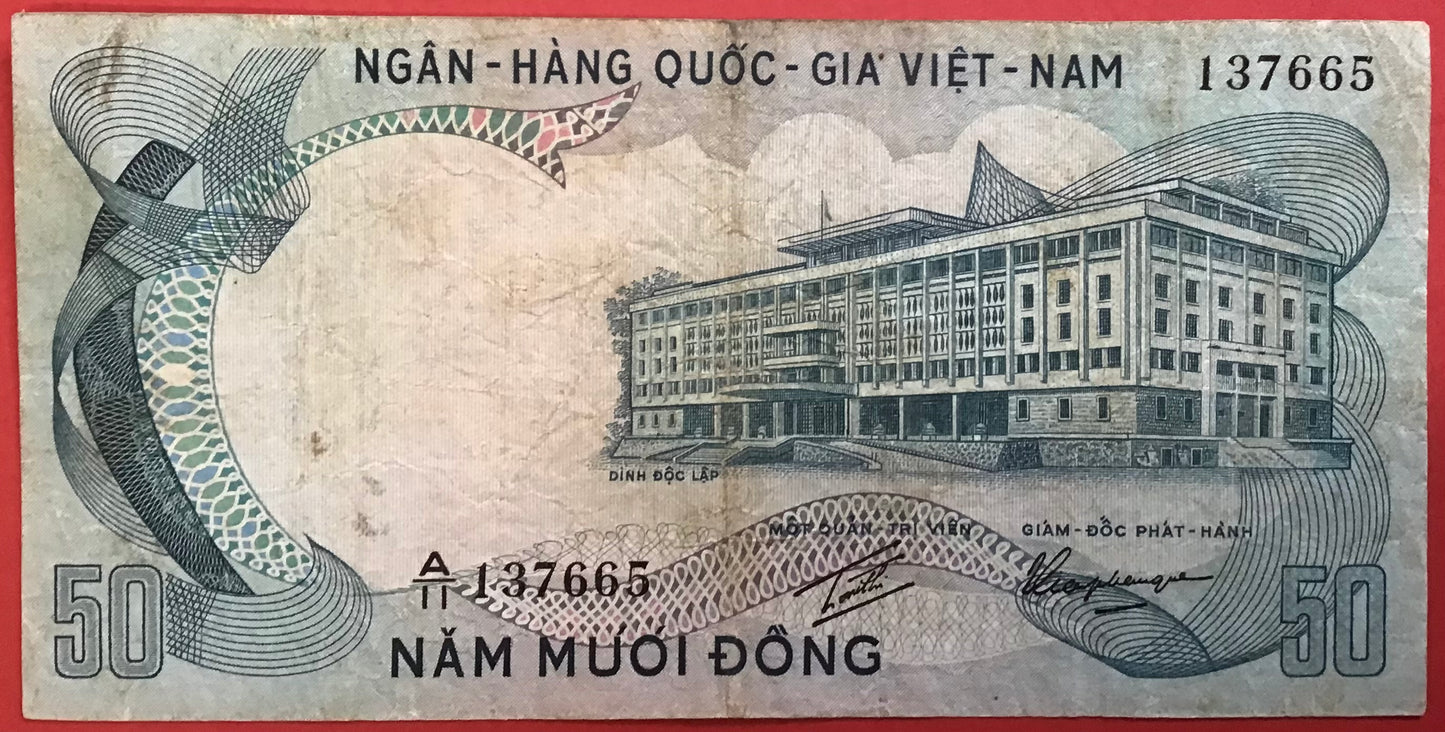 NGÂN-HÀNG QUỐC-GIA VIỆT-NAM 137665
DINH ĐỘC LẬP
MỘT QUẢN-TRỊ VIÊN GIÁM-ĐỐC PHÁT-HÀNH
A/11 137665
50 50
NĂM MƯƠI ĐỒNG